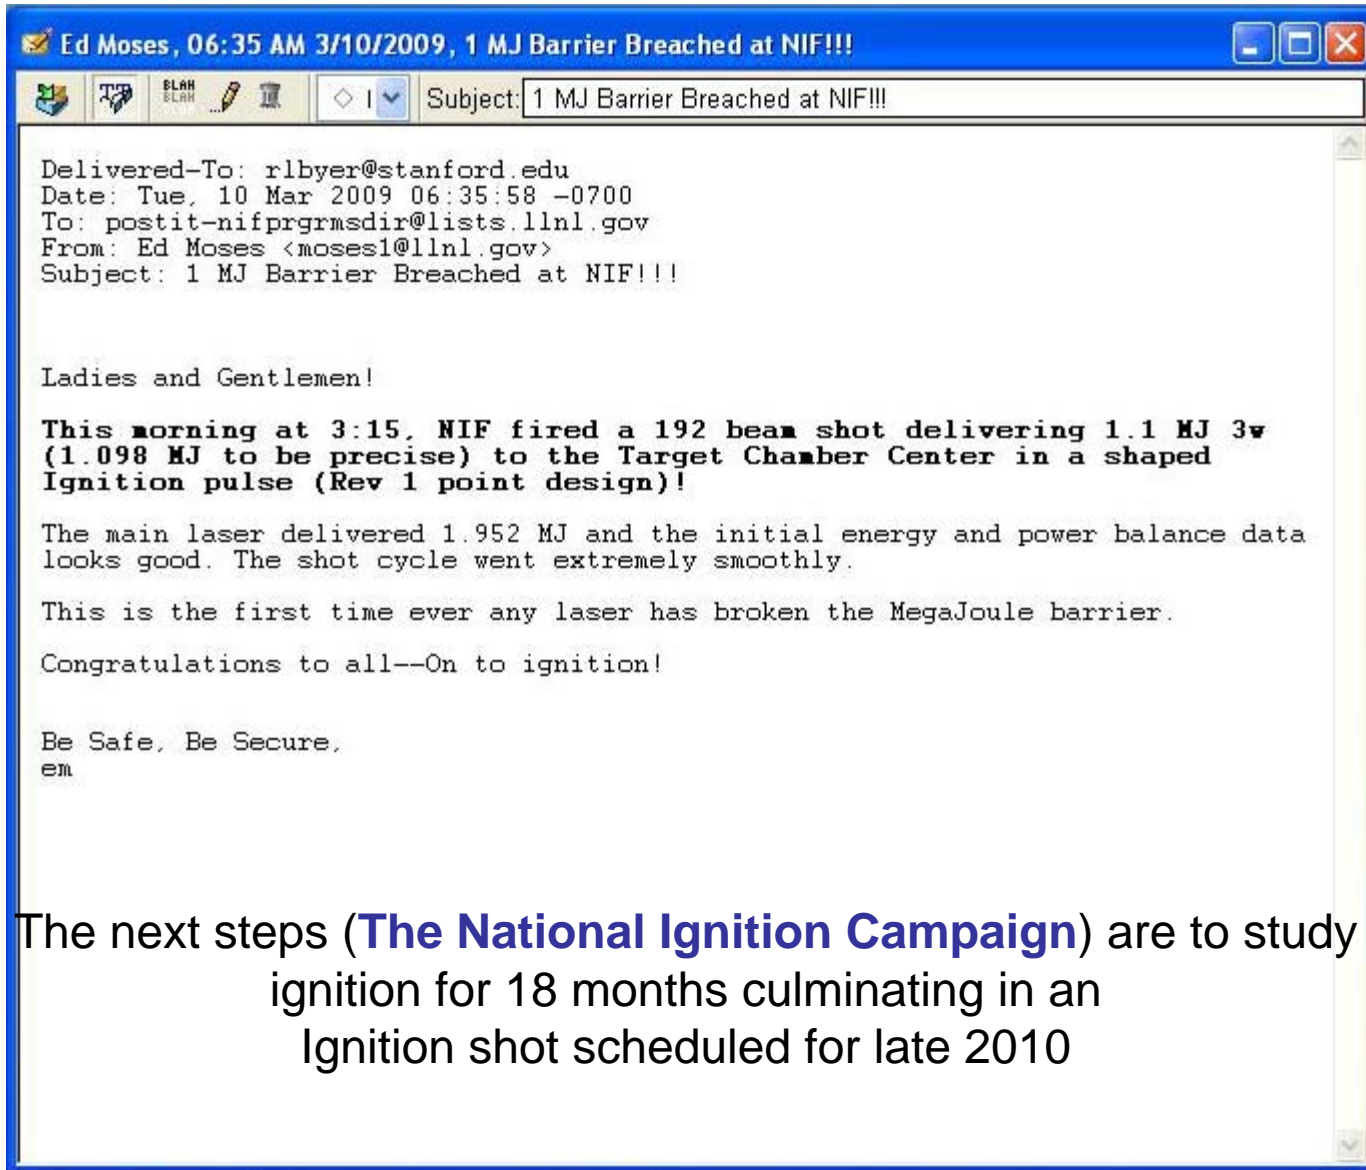 Ed Moses, 06:35 AM 3/10/2009, 1 MJ Barrier Breached at NIF!!!
BLAH
BLAH
Subject: 1 MJ Barrier Breached at NIF!!!
Delivered-To: rlbyer@stanford.edu
Date: Tue, 10 Mar 2009 06:35:58 -0700
To: postit-nifprgrmsdir@lists.llnl.gov
From: Ed Moses <moses1@llnl.gov>
Subject: 1 MJ Barrier Breached at NIF!!!
Ladies and Gentlemen!
This morning at 3:15, NIF fired a 192 beam shot delivering 1.1 MJ 3w
(1.098 MJ to be precise) to the Target Chamber Center in a shaped
Ignition pulse (Rev 1 point design)!
The main laser delivered 1.952 MJ and the initial energy and power balance data
looks good. The shot cycle went extremely smoothly.
This is the first time ever any laser has broken the MegaJoule barrier.
Congratulations to all--On to ignition!
Be Safe, Be Secure,
em
The next steps (The National Ignition Campaign) are to study
ignition for 18 months culminating in an
Ignition shot scheduled for late 2010